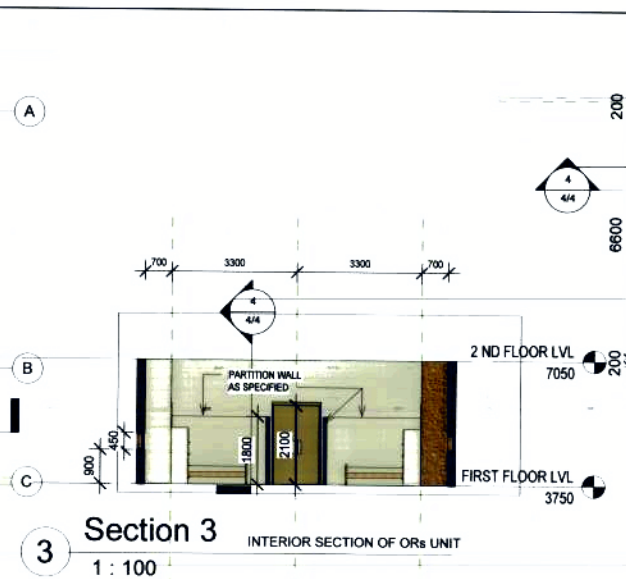 A
200
4
4/4
6600
700
3300
3300
700
4
4/4
B
2 ND FLOOR LVL
7050
200
PARTITION WALL
AS SPECIFIED
450
900
1800
2100
C
FIRST FLOOR LVL
3750
3
Section 3
INTERIOR SECTION OF ORs UNIT
1 : 100